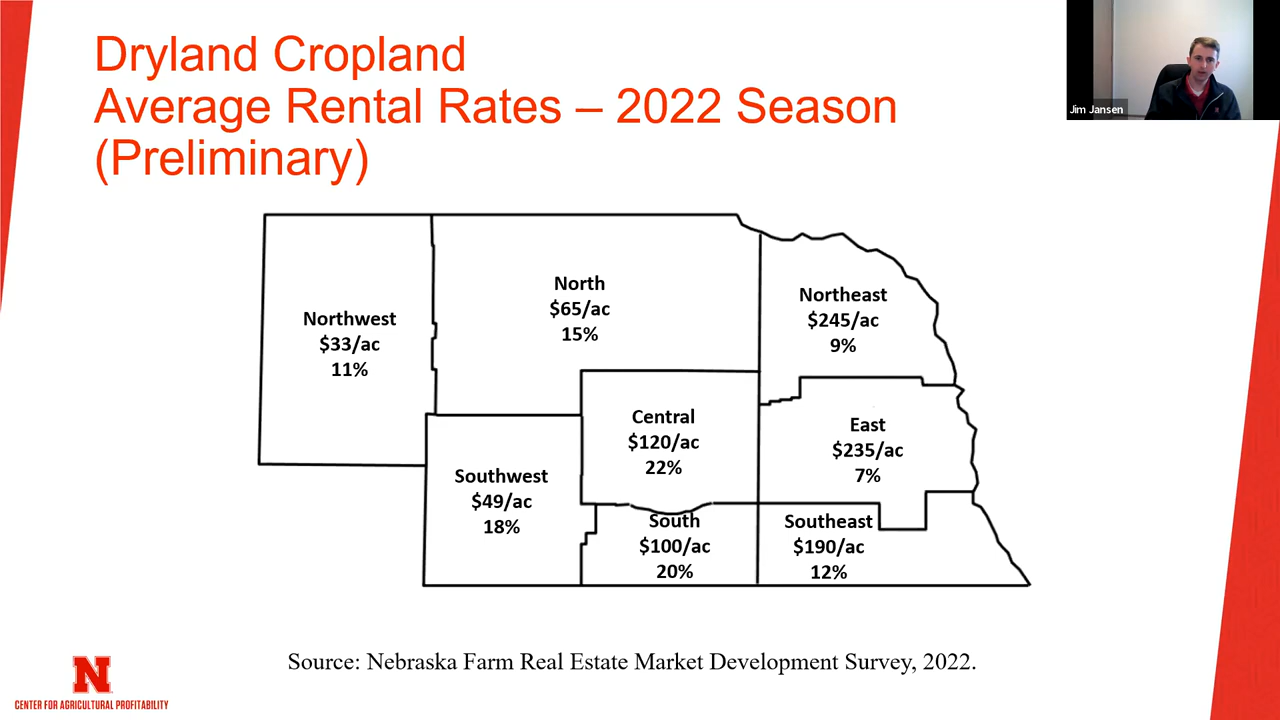 Dryland Cropland
Average Rental Rates – 2022 Season
(Preliminary)
Jim Jansen
North
$65/ac
15%
Northeast
$245/ac
9%
Northwest
$33/ac
11%
Central
$120/ac
22%
East
$235/ac
7%
Southwest
$49/ac
18%
South
$100/ac
20%
Southeast
$190/ac
12%
Source: Nebraska Farm Real Estate Market Development Survey, 2022.
N
CENTER FOR AGRICULTURAL PROFITABILITY